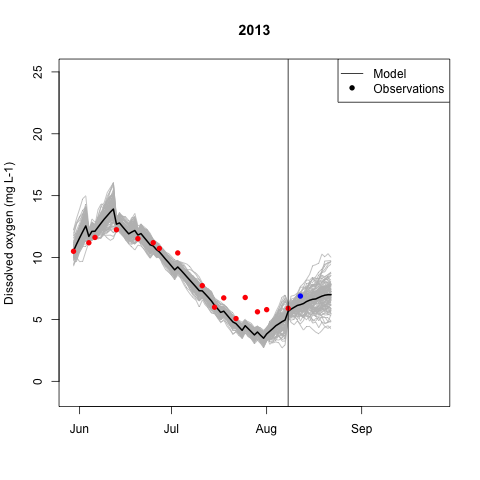 2013
Model
Observations
Dissolved oxygen (mg L-1)
25
20
15
10
5
0
Jun
Jul
Aug
Sep